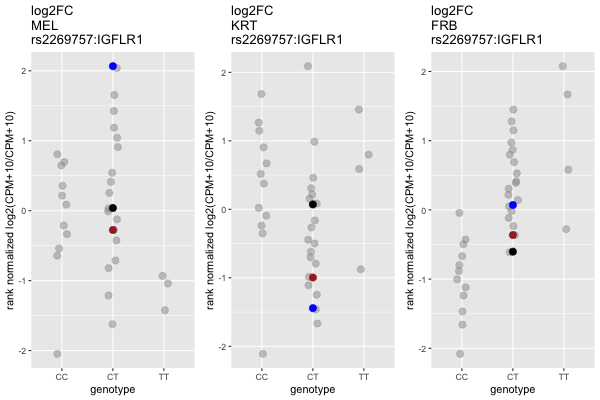 log2FC
MEL
rs2269757:IGFLR1
rank normalized log2(CPM+10/CPM+10)
2
1
0
-1
-2
CC
CT
TT
genotype
log2FC
KRT
rs2269757:IGFLR1
rank normalized log2(CPM+10/CPM+10)
2
1
0
-1
-2
CC
CT
TT
genotype
log2FC
FRB
rs2269757:IGFLR1
rank normalized log2(CPM+10/CPM+10)
2
1
0
-1
-2
CC
CT
TT
genotype